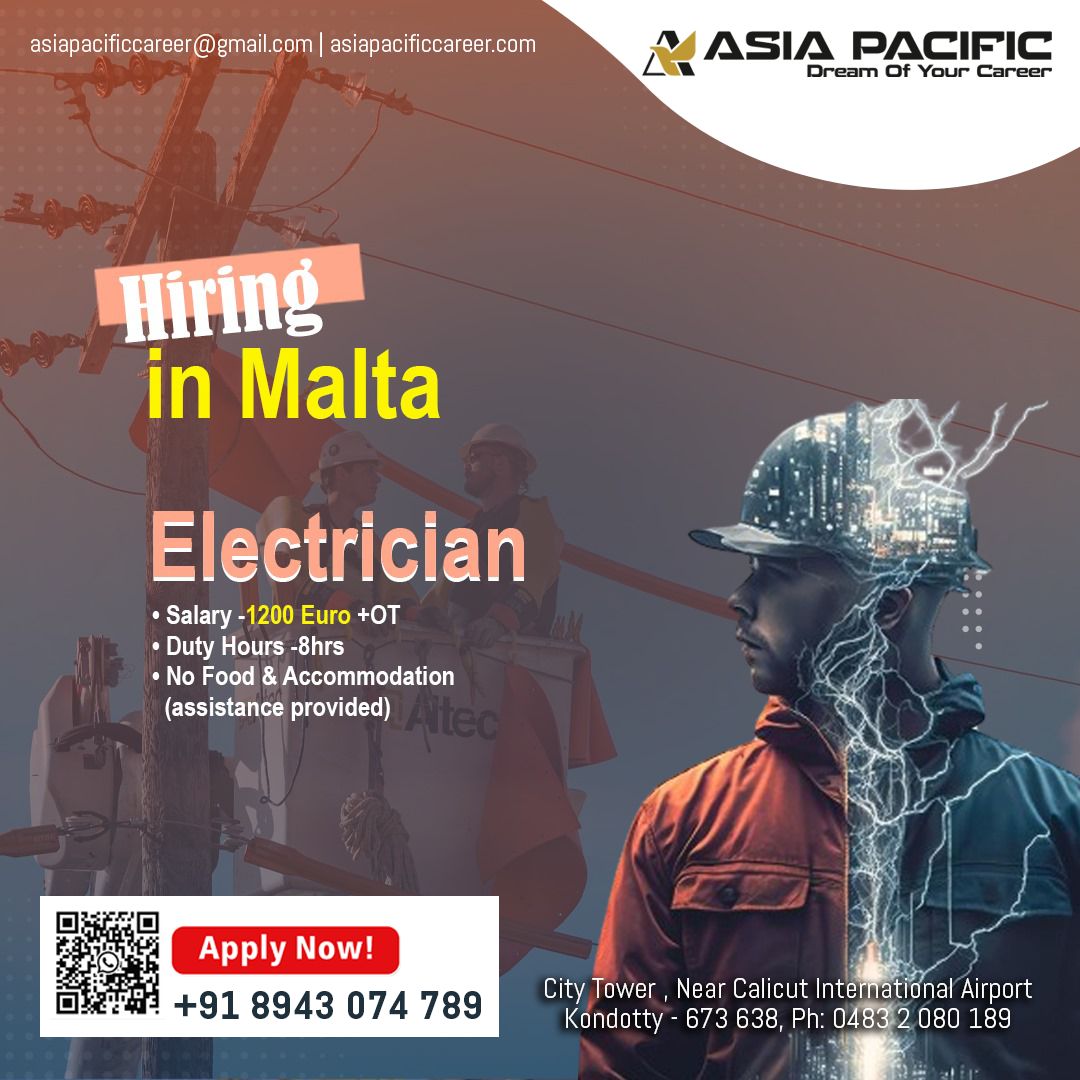 asiapacificcareer@gmail.com | asiapacificcareer.com
ASIA PACIFIC
Dream Of Your Career
Hiring
in Malta
Electrician
• Salary -1200 Euro +OT
• Duty Hours -8hrs
• No Food & Accommodation
(assistance provided)
Altec
Apply Now!
+91 8943 074 789
City Tower , Near Calicut International Airport
Kondotty - 673 638, Ph: 0483 2 080 189